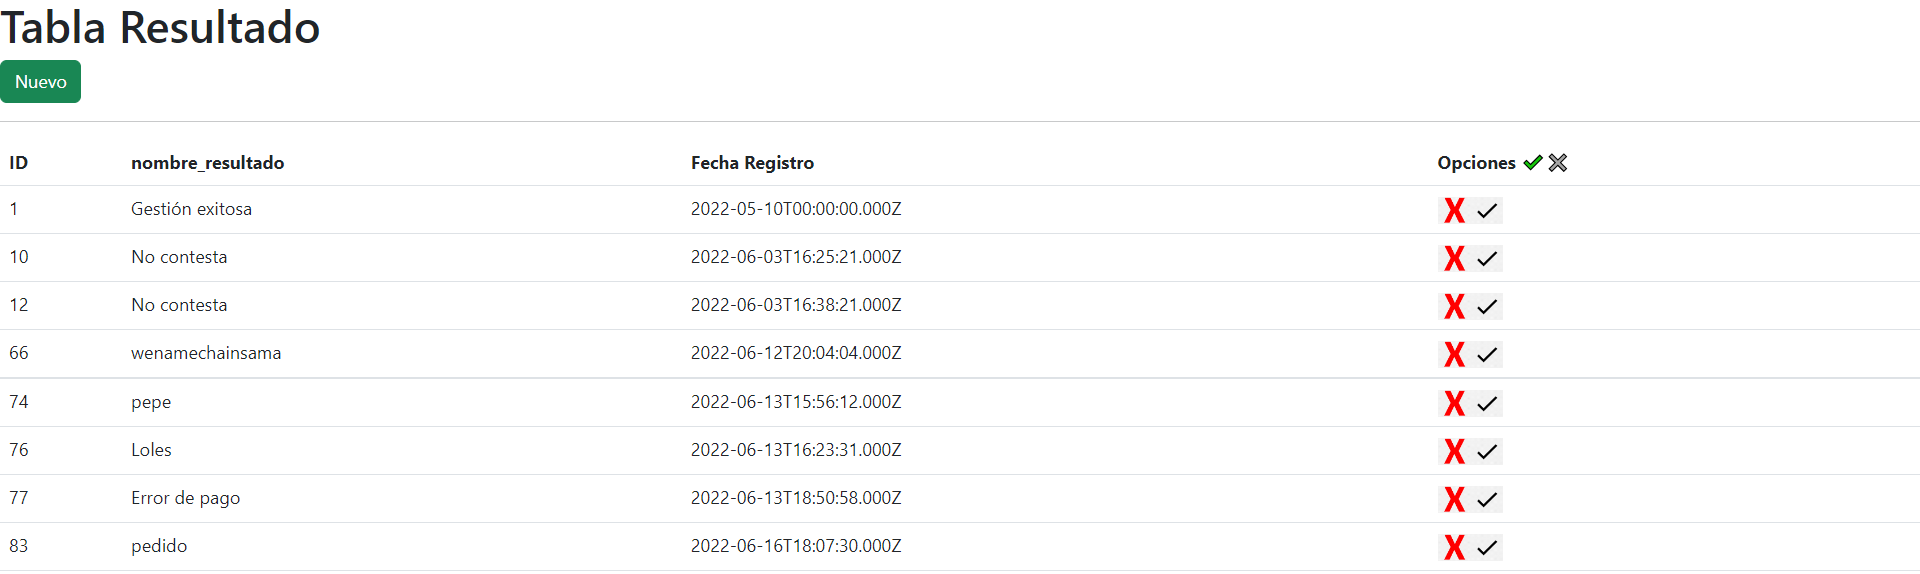 Tabla Resultado
Nuevo
ID nombre_resultado Fecha Registro Opciones
1 Gestión exitosa 2022-05-10T00:00:00.000Z
10 No contesta 2022-06-03T16:25:21.000Z
12 No contesta 2022-06-03T16:38:21.000Z
66 wenamechainsama 2022-06-12T20:04:04.000Z
74 pepe 2022-06-13T15:56:12.000Z
76 Loles 2022-06-13T16:23:31.000Z
77 Error de pago 2022-06-13T18:50:58.000Z
83 pedido 2022-06-16T18:07:30.000Z